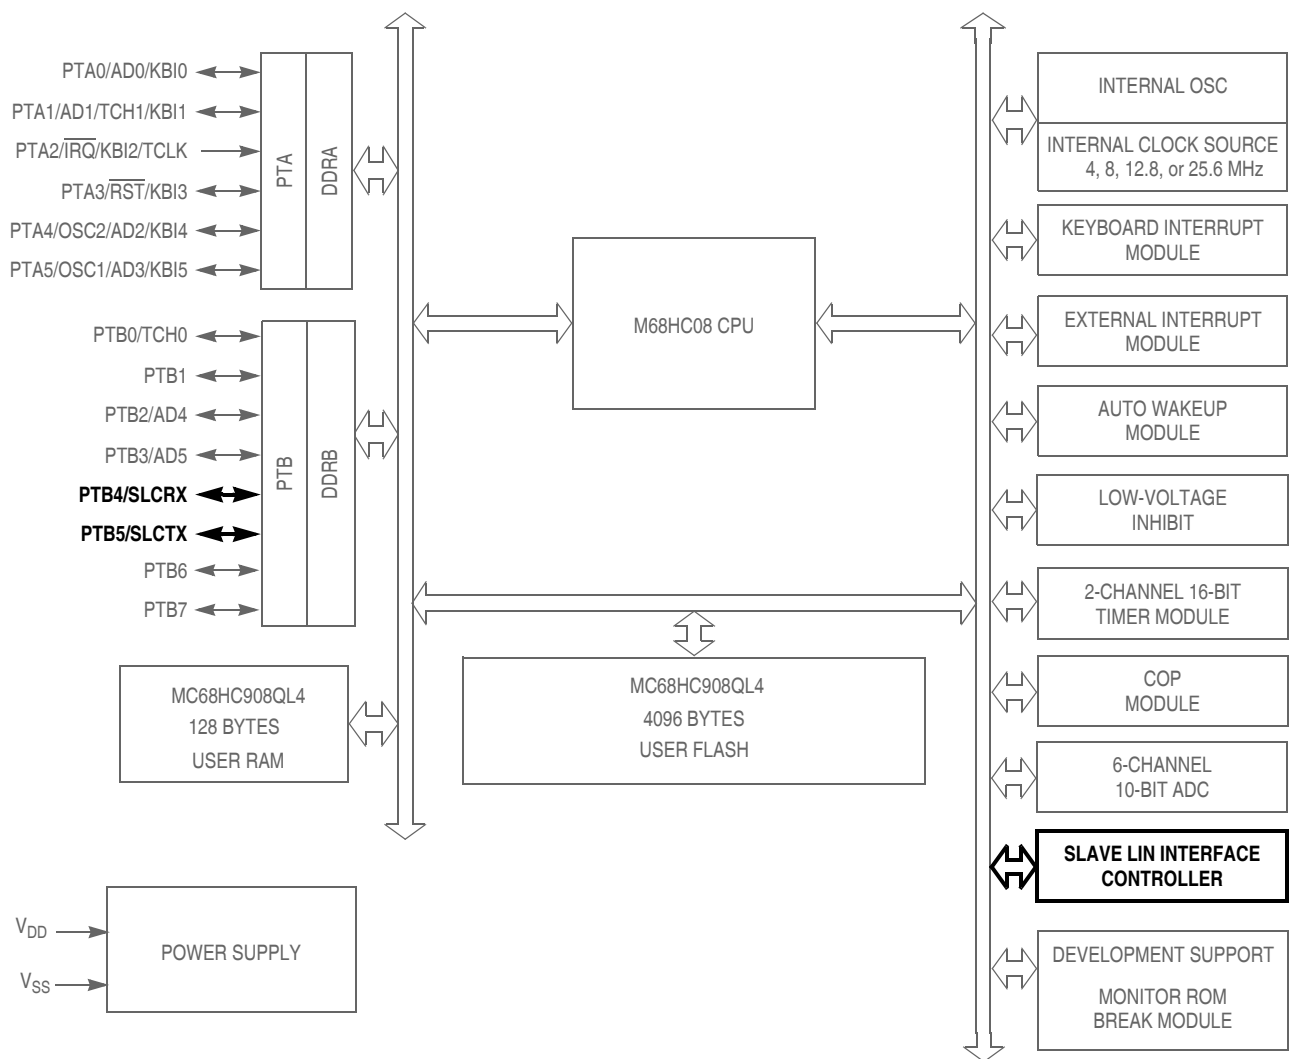 PTA0/AD0/KBI0
PTA1/AD1/TCH1/KBI1
PTA2/IRQ/KBI2/TCLK
PTA3/RST/KBI3
PTA4/OSC2/AD2/KBI4
PTA5/OSC1/AD3/KBI5
PTA
DDRA
PTB0/TCH0
PTB1
PTB2/AD4
PTB3/AD5
PTB4/SLCRX
PTB5/SLCTX
PTB6
PTB7
PTB
DDRB
MC68HC908QL4
128 BYTES
USER RAM
VDD
VSS
POWER SUPPLY
M68HC08 CPU
MC68HC908QL4
4096 BYTES
USER FLASH
INTERNAL OSC
INTERNAL CLOCK SOURCE
4, 8, 12.8, or 25.6 MHz
KEYBOARD INTERRUPT
MODULE
EXTERNAL INTERRUPT
MODULE
AUTO WAKEUP
MODULE
LOW-VOLTAGE
INHIBIT
2-CHANNEL 16-BIT
TIMER MODULE
COP
MODULE
6-CHANNEL
10-BIT ADC
SLAVE LIN INTERFACE
CONTROLLER
DEVELOPMENT SUPPORT
MONITOR ROM
BREAK MODULE